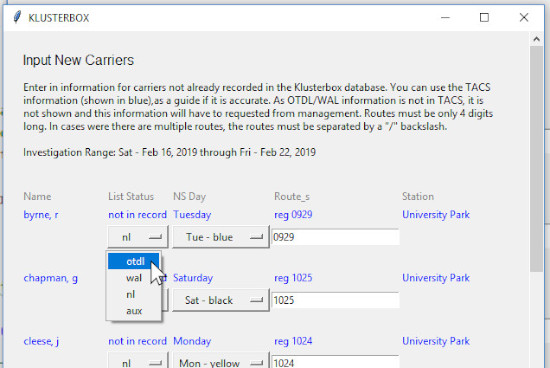 KLUSTERBOX
Input New Carriers
Enter in information for carriers not already recorded in the Klusterbox database. You can use the TACS
information (shown in blue),as a guide if it is accurate. As OTDL/WAL information is not in TACS, it is
not shown and this information will have to requested from management. Routes must be only 4 digits
long. In cases were there are multiple routes, the routes must be separated by a "/" backslash.
Investigation Range: Sat - Feb 16, 2019 through Fri - Feb 22, 2019
Name List Status NS Day Route_s Station
byrne, r not in record Tuesday reg 0929 University Park
nl Tue - blue 0929
otdl
chapman, g Saturday reg 1025 University Park
wal
nl Sat - black 1025
aux
cleese, j not in record Monday reg 1024 University Park
nl Mon - yellow 1024